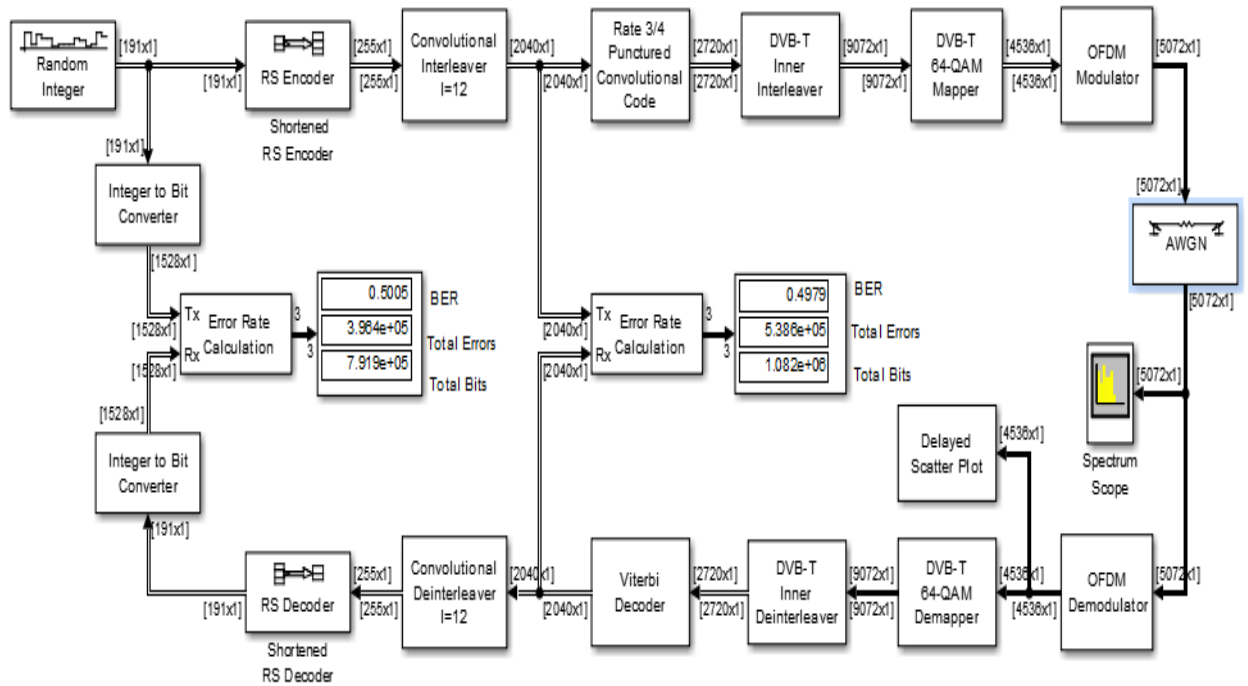 Random
Integer
[191x1]
[191x1]
RS Encoder
Shortened
RS Encoder
[255x1]
[255x1]
Convolutional
Interleaver
I=12
[2040x1]
[2040x1]
Rate 3/4
Punctured
Convolutional
Code
[2720x1]
[2720x1]
DVB-T
Inner
Interleaver
[9072x1]
[9072x1]
DVB-T
64-QAM
Mapper
[4536x1]
[4536x1]
OFDM
Modulator
[5072x1]
[5072x1]
AWGN
[5072x1]
[191x1]
Integer to Bit
Converter
[1528x1]
[1528x1]
Tx
Rx
Error Rate
Calculation
[1528x1]
3
3
0.5005
3.964e+05
7.919e+05
BER
Total Errors
Total Bits
[2040x1]
Tx
Rx
Error Rate
Calculation
[2040x1]
3
3
0.4979
5.386e+05
1.082e+06
BER
Total Errors
Total Bits
[5072x1]
Spectrum
Scope
[1528x1]
Integer to Bit
Converter
[191x1]
Delayed
Scatter Plot
[4536x1]
[191x1]
RS Decoder
Shortened
RS Decoder
[255x1]
[255x1]
Convolutional
Deinterleaver
I=12
[2040x1]
[2040x1]
Viterbi
Decoder
[2720x1]
[2720x1]
DVB-T
Inner
Deinterleaver
[9072x1]
[9072x1]
DVB-T
64-QAM
Demapper
[4536x1]
[4536x1]
OFDM
Demodulator
[5072x1]